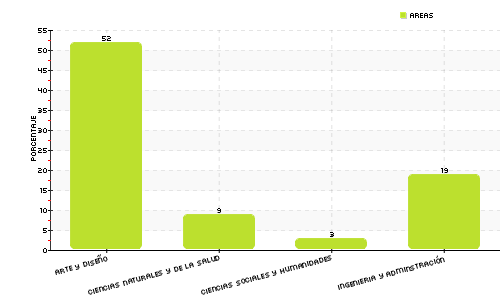 AREAS
PORCENTAJE
55
50
45
40
35
30
25
20
15
10
5
0
52
9
3
19
ARTE Y DISEÑO
CIENCIAS NATURALES Y DE LA SALUD
CIENCIAS SOCIALES Y HUMANIDADES
INGENIERIA Y ADMINSTRACIÓN